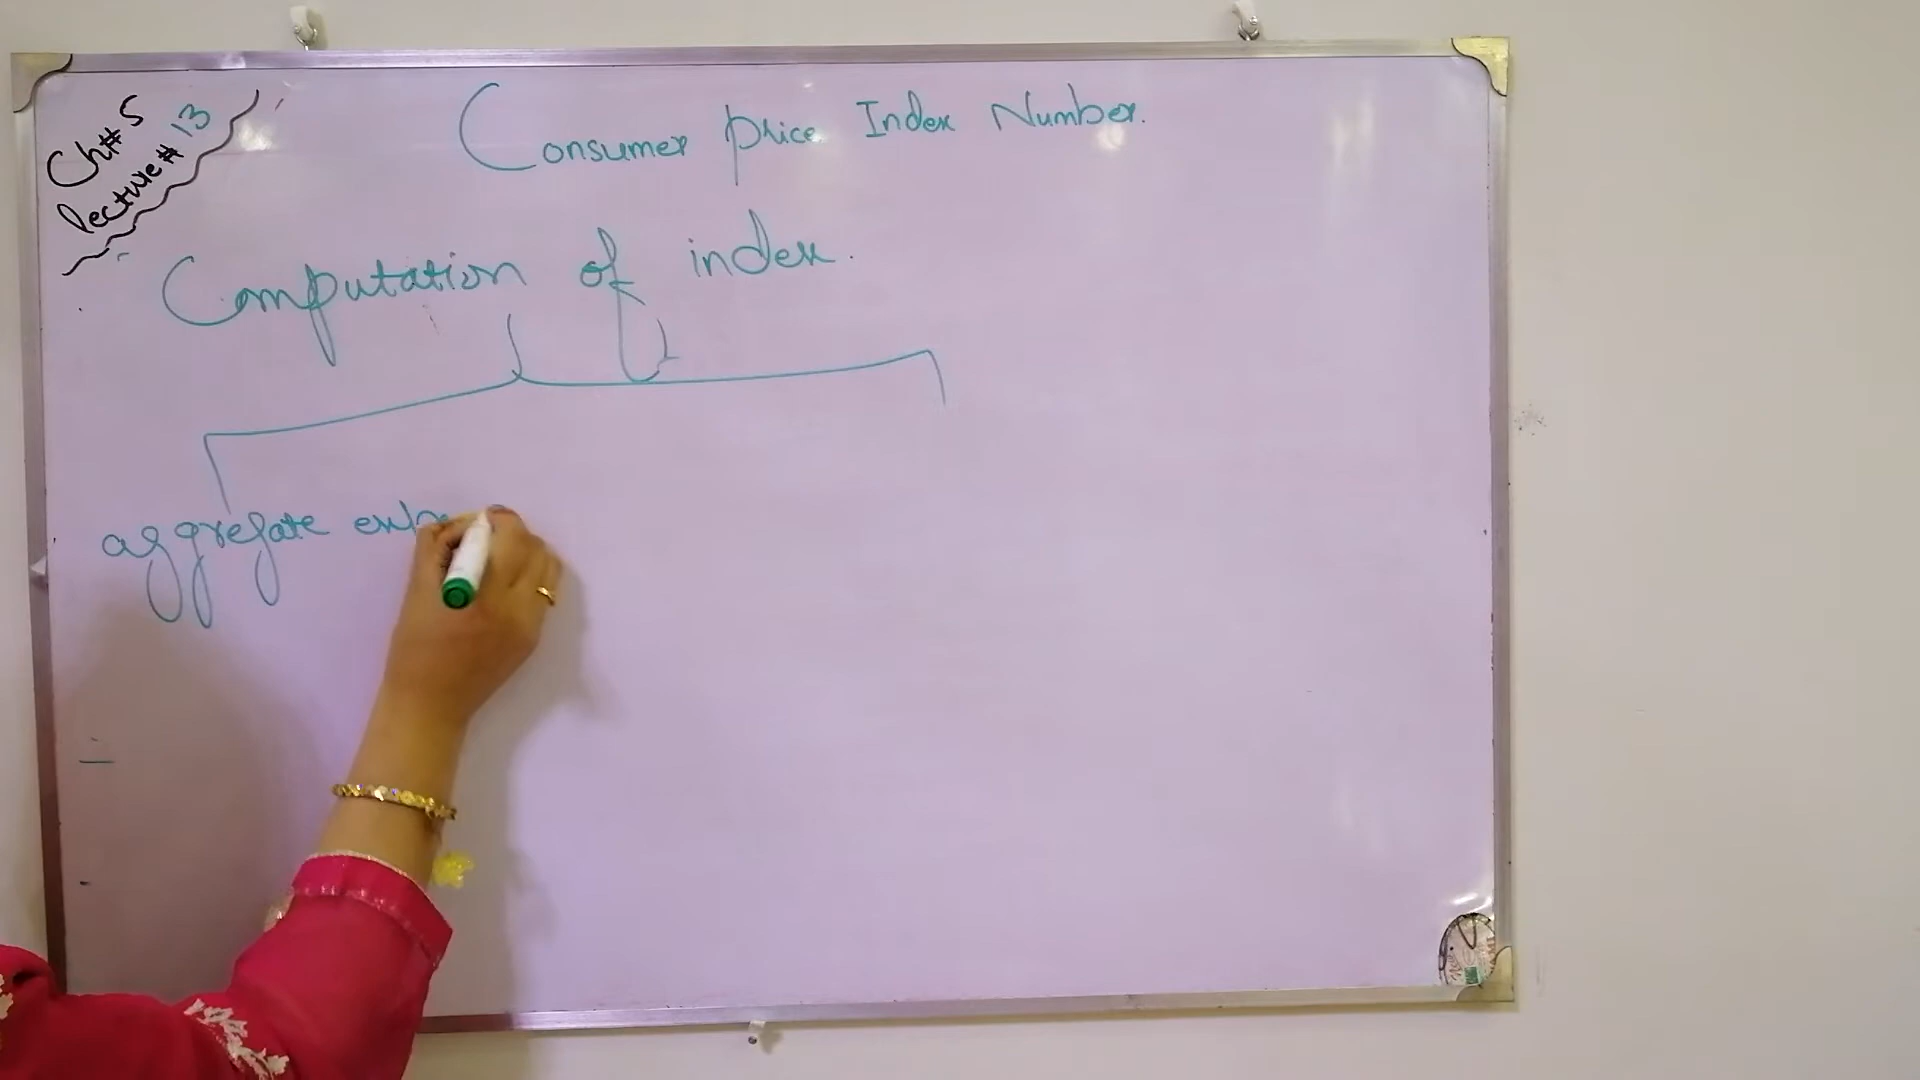 Ch# 5
lecture# 13
Consumer price Index Number.
Computation of index.
aggregate